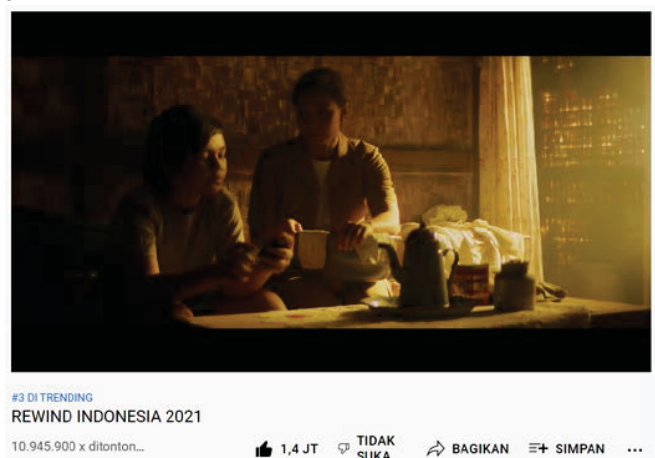 #3 DI TRENDING
REWIND INDONESIA 2021
10.945.900 x ditonton...
1,4 JT
TIDAK
SUKA
BAGIKAN
SIMPAN
...